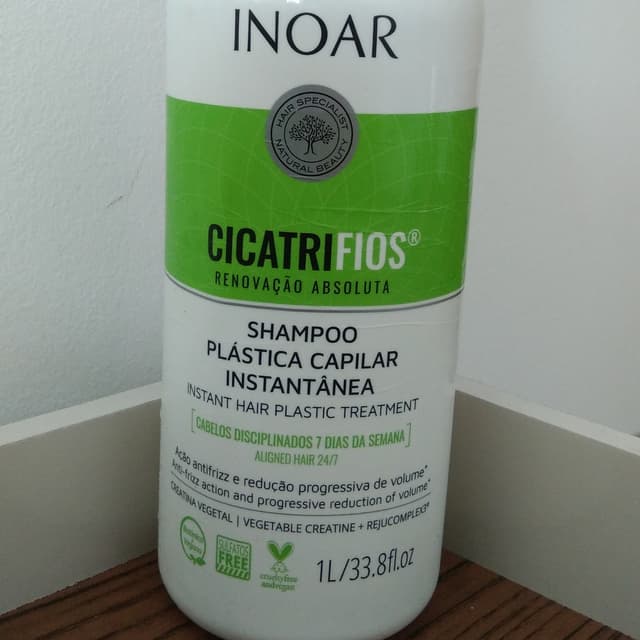 INOAR
HAIR SPECIALIST
NATURAL BEAUTY
CICATRIFIOS®
RENOVAÇÃO ABSOLUTA
SHAMPOO
PLÁSTICA CAPILAR
INSTANTÂNEA
INSTANT HAIR PLASTIC TREATMENT
[CABELOS DISCIPLINADOS 7 DIAS DA SEMANA]
ALIGNED HAIR 24/7
Ação antifrizz e redução progressiva de volume*
Anti-frizz action and progressive reduction of volume*
CREATINA VEGETAL | VEGETABLE CREATINE + REJUCOMPLEX3®
SULFATOS
FREE
crueltyfree
andvegan
1L/33.8fl.oz